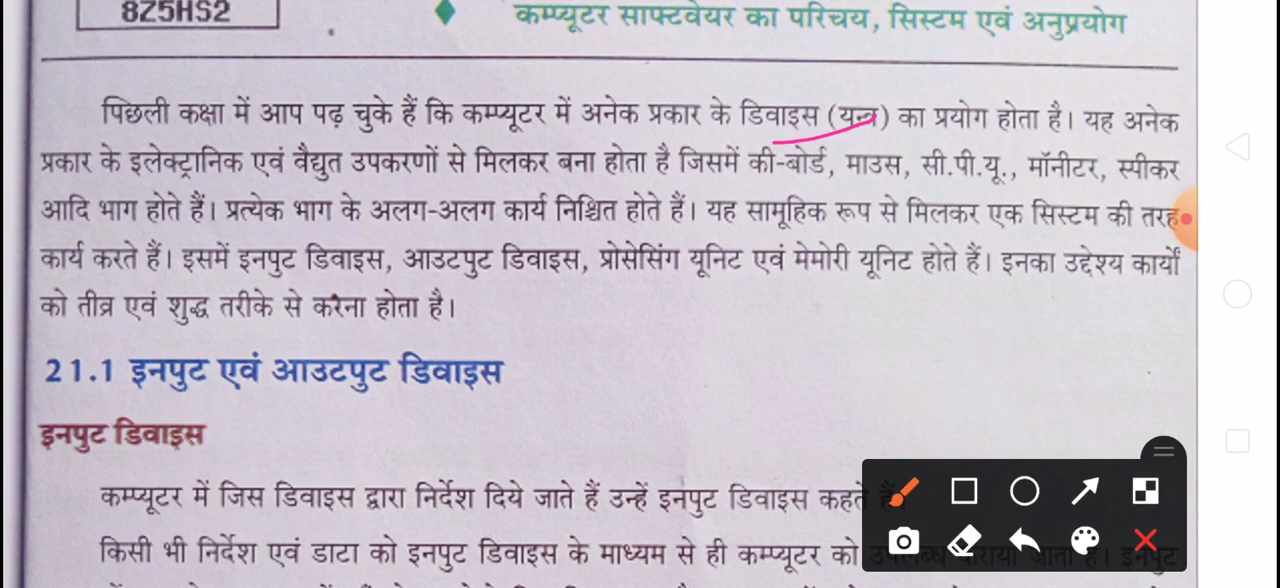 8Z5HS2
कम्प्यूटर साफ्टवेयर का परिचय, सिस्टम एवं अनुप्रयोग
पिछली कक्षा में आप पढ़ चुके हैं कि कम्प्यूटर में अनेक प्रकार के डिवाइस (यन्त्र) का प्रयोग होता है। यह अनेक
प्रकार के इलेक्ट्रानिक एवं वैद्युत उपकरणों से मिलकर बना होता है जिसमें की-बोर्ड, माउस, सी.पी.यू., मॉनीटर, स्पीकर
आदि भाग होते हैं। प्रत्येक भाग के अलग-अलग कार्य निश्चित होते हैं। यह सामूहिक रूप से मिलकर एक सिस्टम की तरह
कार्य करते हैं। इसमें इनपुट डिवाइस, आउटपुट डिवाइस, प्रोसेसिंग यूनिट एवं मेमोरी यूनिट होते हैं। इनका उद्देश्य कार्यों
को तीव्र एवं शुद्ध तरीके से करना होता है।
21.1 इनपुट एवं आउटपुट डिवाइस
इनपुट डिवाइस
कम्प्यूटर में जिस डिवाइस द्वारा निर्देश दिये जाते हैं उन्हें इनपुट डिवाइस कहते हैं।
किसी भी निर्देश एवं डाटा को इनपुट डिवाइस के माध्यम से ही कम्प्यूटर को उपलब्ध कराया जाता है। इनपुट